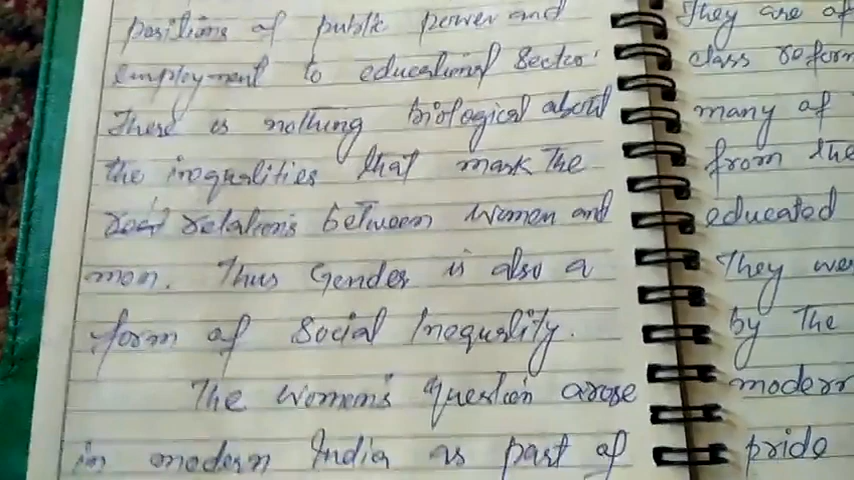 positions of public power and
employment to educational Sector.
There is nothing biological about
the inequalities that mark the
relations between women and
men. Thus Gender is also a
form of Social Inequality.
The Women's question arose
in modern India as part of
They are of
class reform
many of
from the
educated
They wer
by the
modern
pride